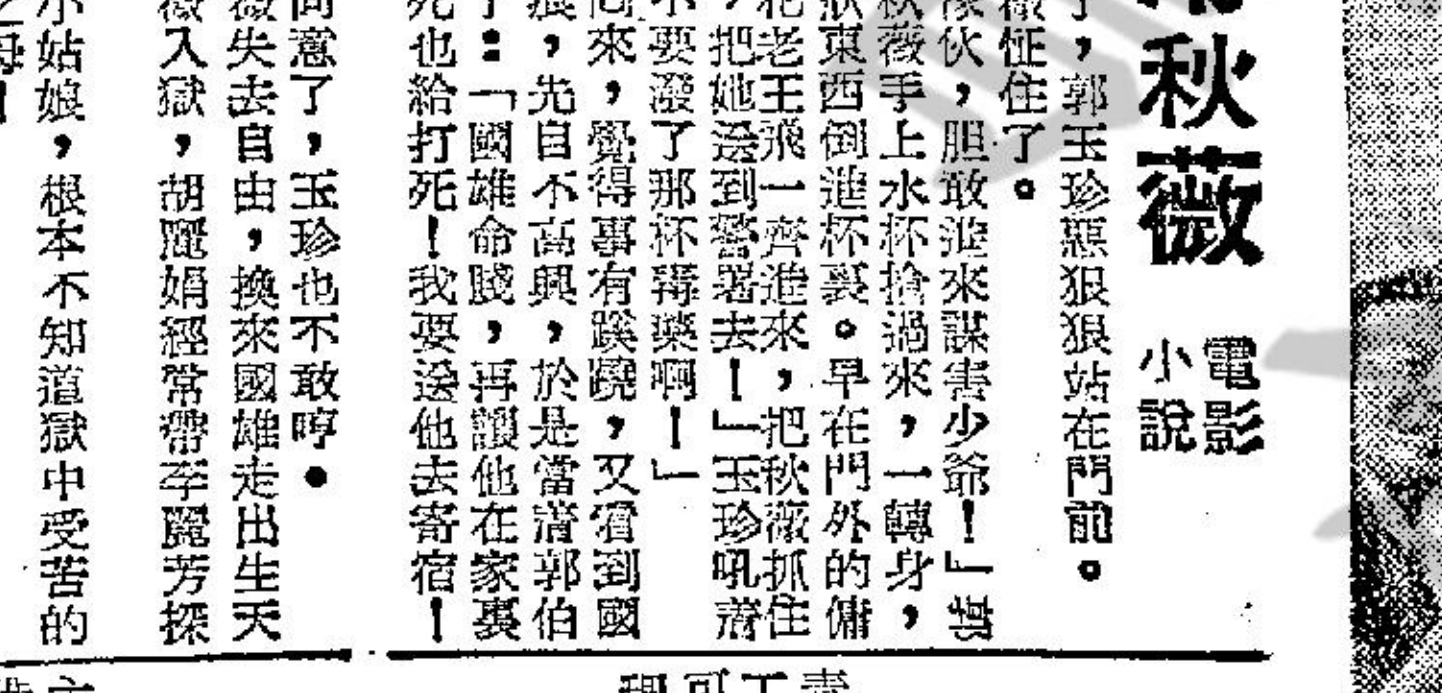 秋薇
電影
小說
了，郭玉珍惡狠狠站在門前。
薇怔住了。
傢伙，胆敢進來謀害少爺！」
秋薇手上水杯搶過來，一轉身，
狀東西倒進杯裏。早在門外的傭
花老王飛一齊進來，把秋薇抓住
，把她送到警署去！」玉珍吼着
不要潑了那杯毒藥啊！」
回來，覺得事有蹊蹺，又看到國
痕，先自不高興，於是當着郭伯
了：「國雄命賤，再讓他在家裏
死也給打死！我要送他去寄宿！
同意了，玉珍也不敢哼。
薇失去自由，換來國雄走出生天
薇入獄，胡麗娟經常帶李麗芳探
小姑娘，根本不知道獄中受苦的